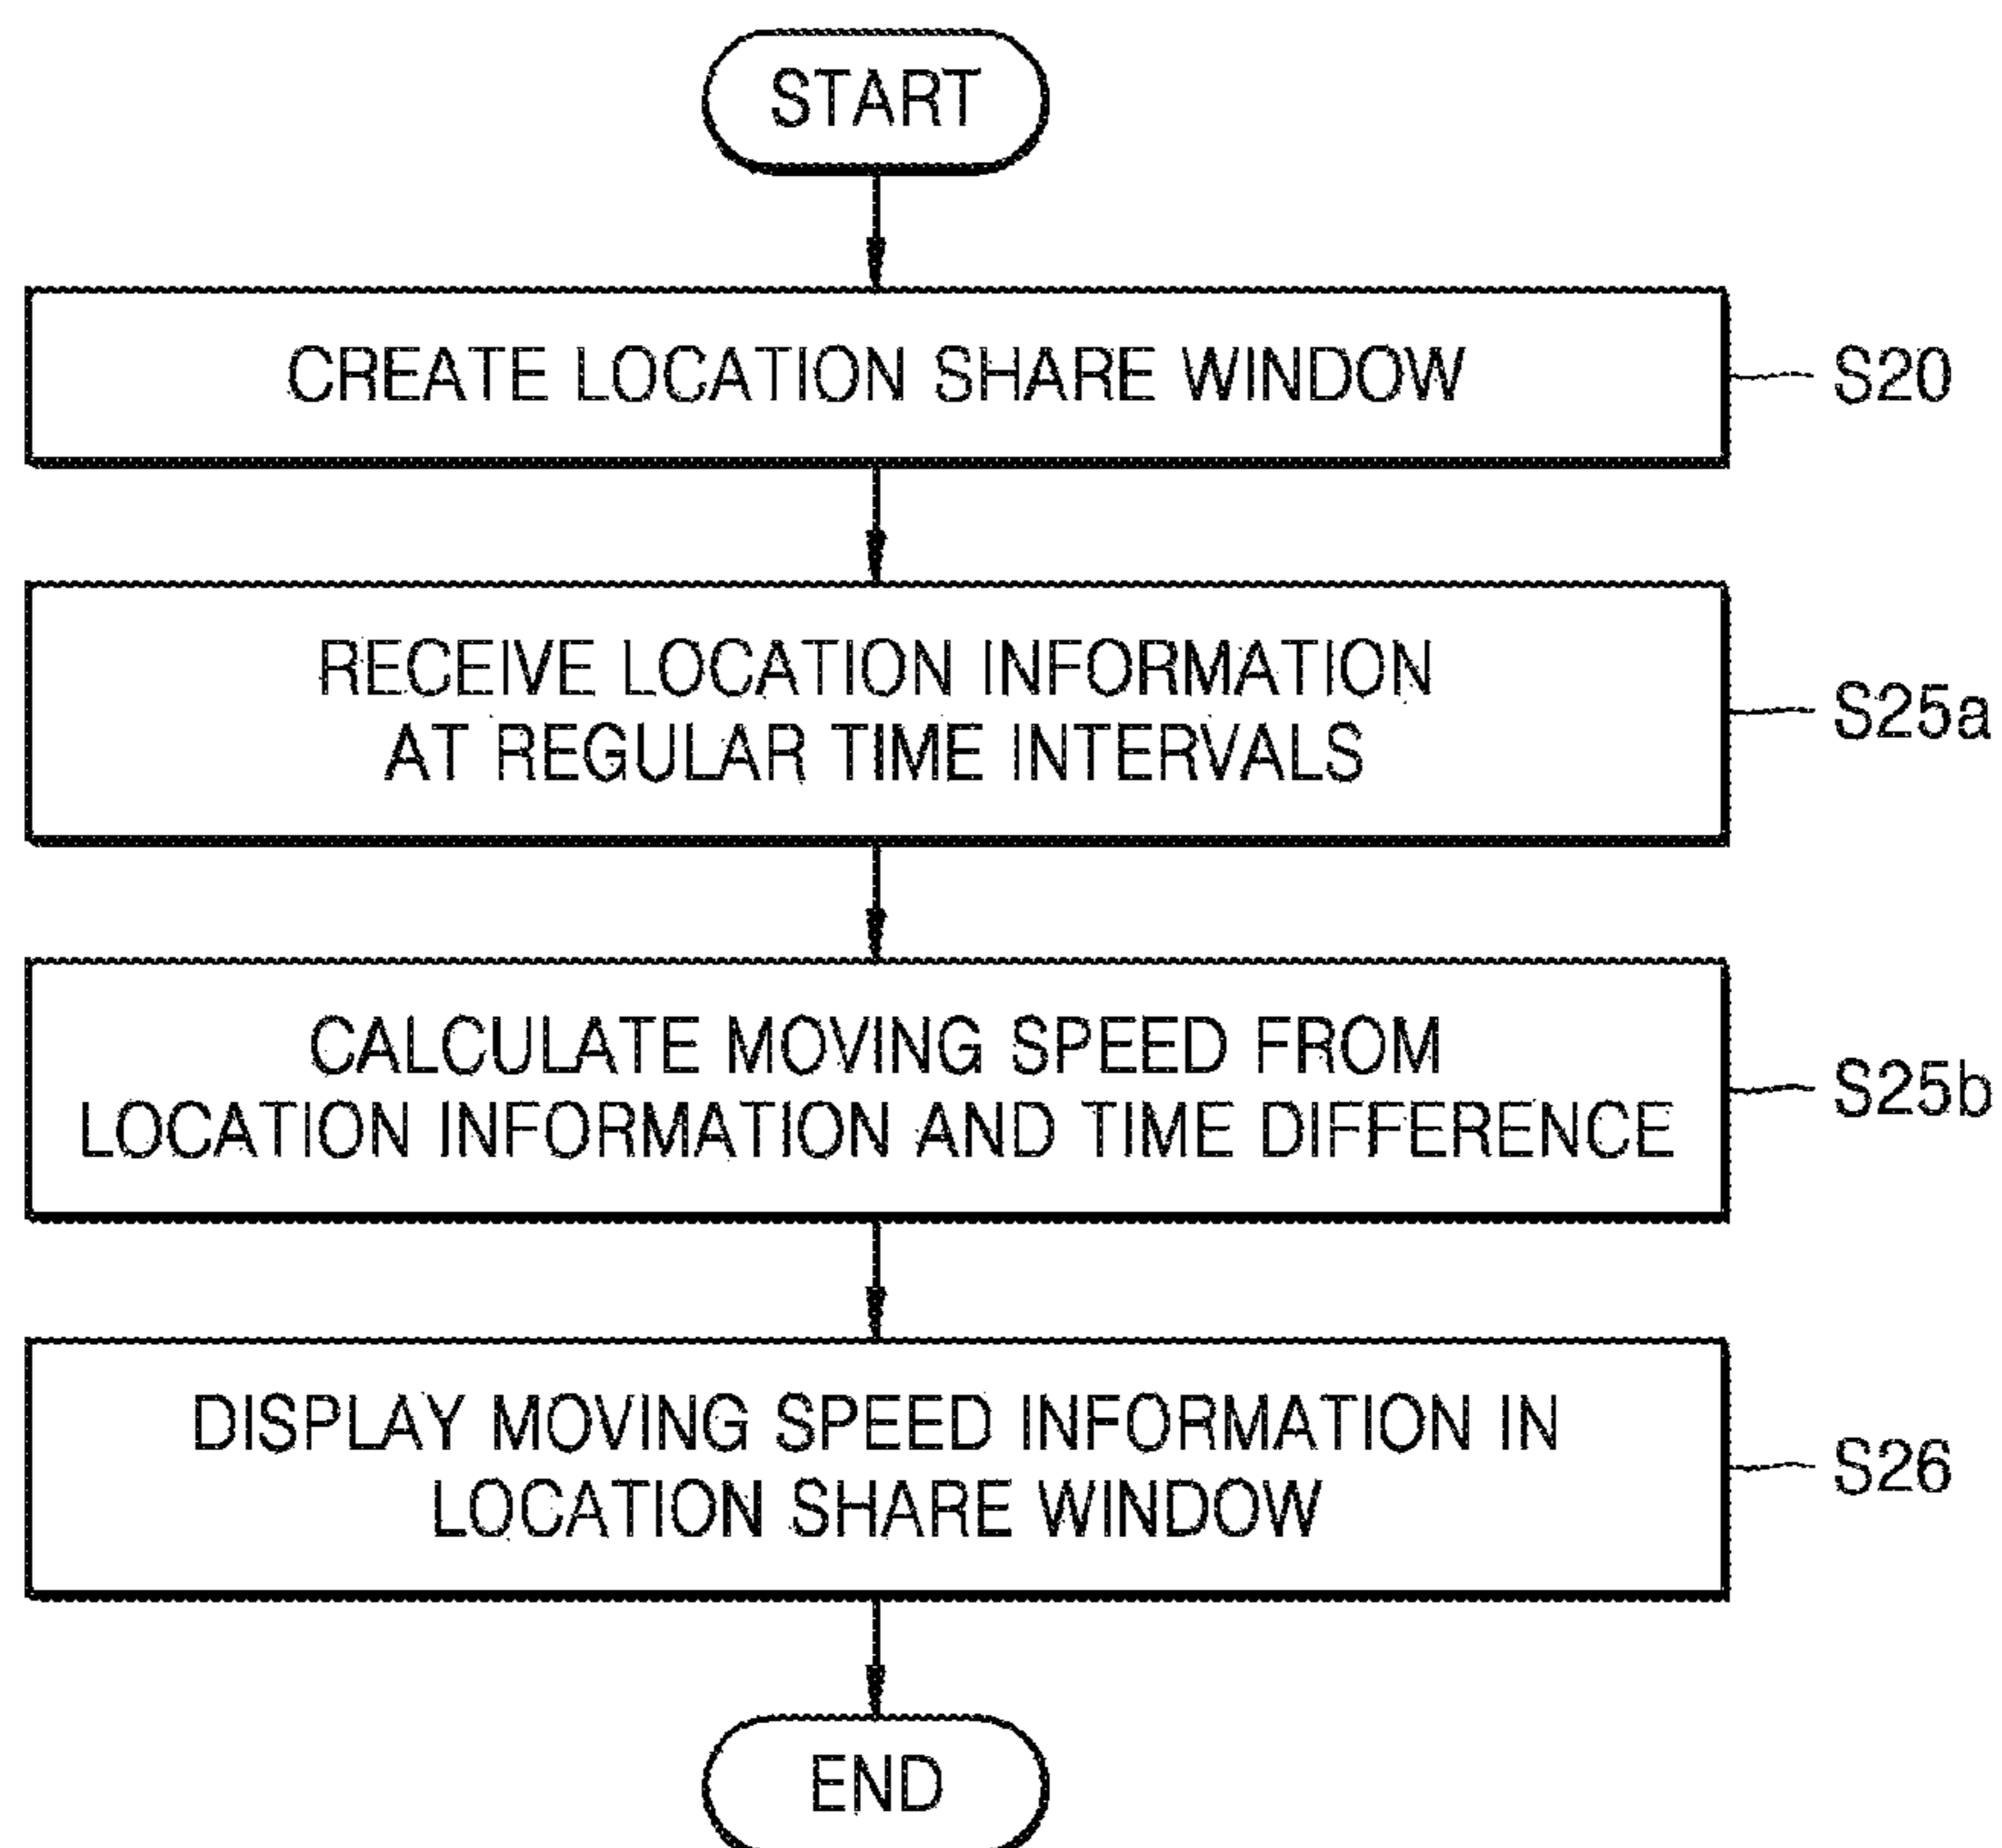 START
CREATE LOCATION SHARE WINDOW
S20
RECEIVE LOCATION INFORMATION
AT REGULAR TIME INTERVALS
S25a
CALCULATE MOVING SPEED FROM
LOCATION INFORMATION AND TIME DIFFERENCE
S25b
DISPLAY MOVING SPEED INFORMATION IN
LOCATION SHARE WINDOW
S26
END